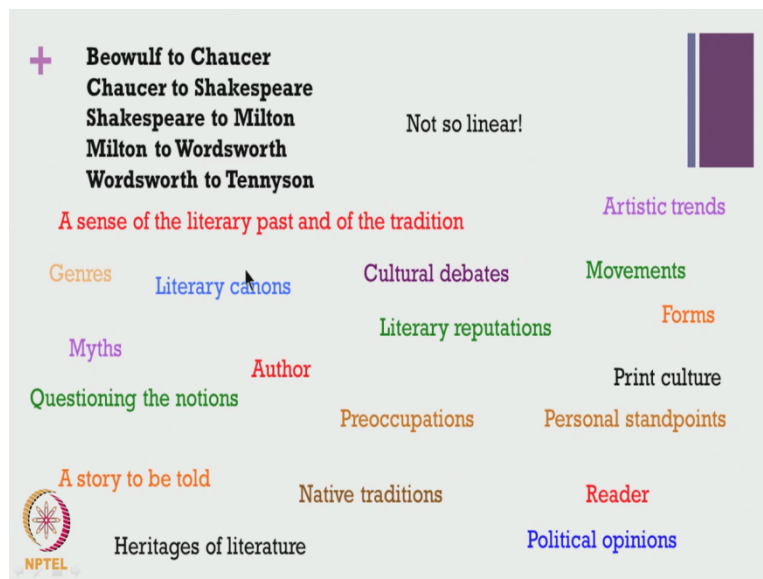 +
Beowulf to Chaucer
Chaucer to Shakespeare
Shakespeare to Milton
Not so linear!
Milton to Wordsworth
Wordsworth to Tennyson
Artistic trends
A sense of the literary past and of the tradition
Genres
Literary canons
Cultural debates
Movements
Forms
Literary reputations
Myths
Author
Print culture
Questioning the notions
Preoccupations
Personal standpoints
A story to be told
Native traditions
Reader
Heritages of literature
Political opinions
NPTEL